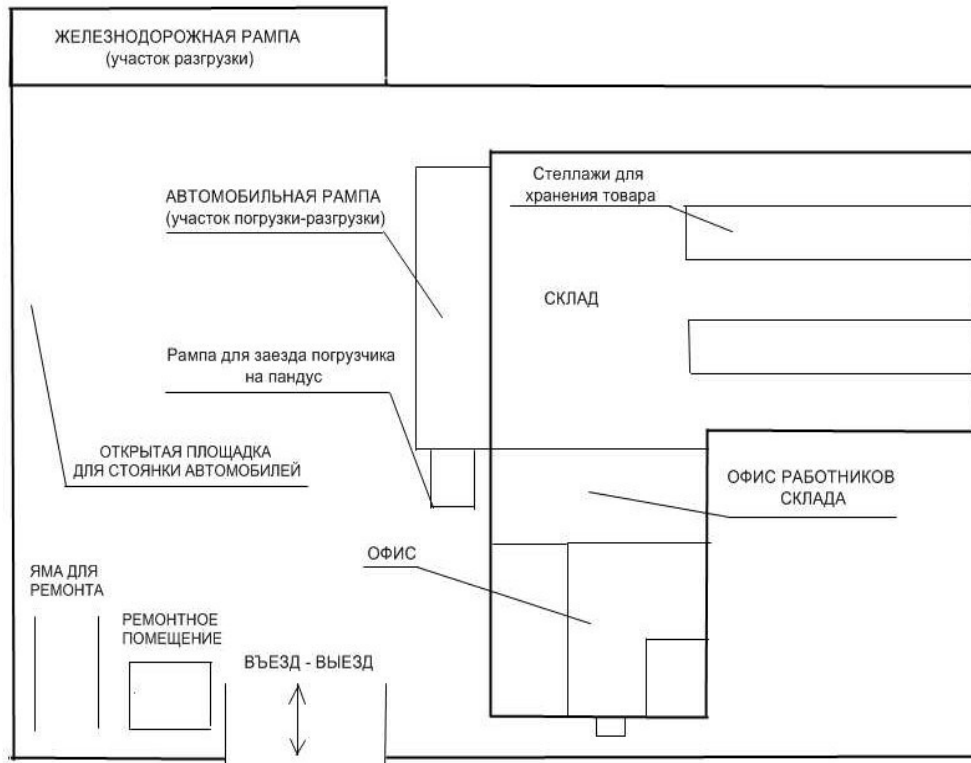 ЖЕЛЕЗНОДОРОЖНАЯ РАМПА
(участок разгрузки)
АВТОМОБИЛЬНАЯ РАМПА
(участок погрузки-разгрузки)
Стеллажи для
хранения товара
СКЛАД
Рампа для заезда погрузчика
на пандус
ОТКРЫТАЯ ПЛОЩАДКА
ДЛЯ СТОЯНКИ АВТОМОБИЛЕЙ
ОФИС РАБОТНИКОВ
СКЛАДА
ОФИС
ЯМА ДЛЯ
РЕМОНТА
РЕМОНТНОЕ
ПОМЕЩЕНИЕ
ВЪЕЗД - ВЫЕЗД